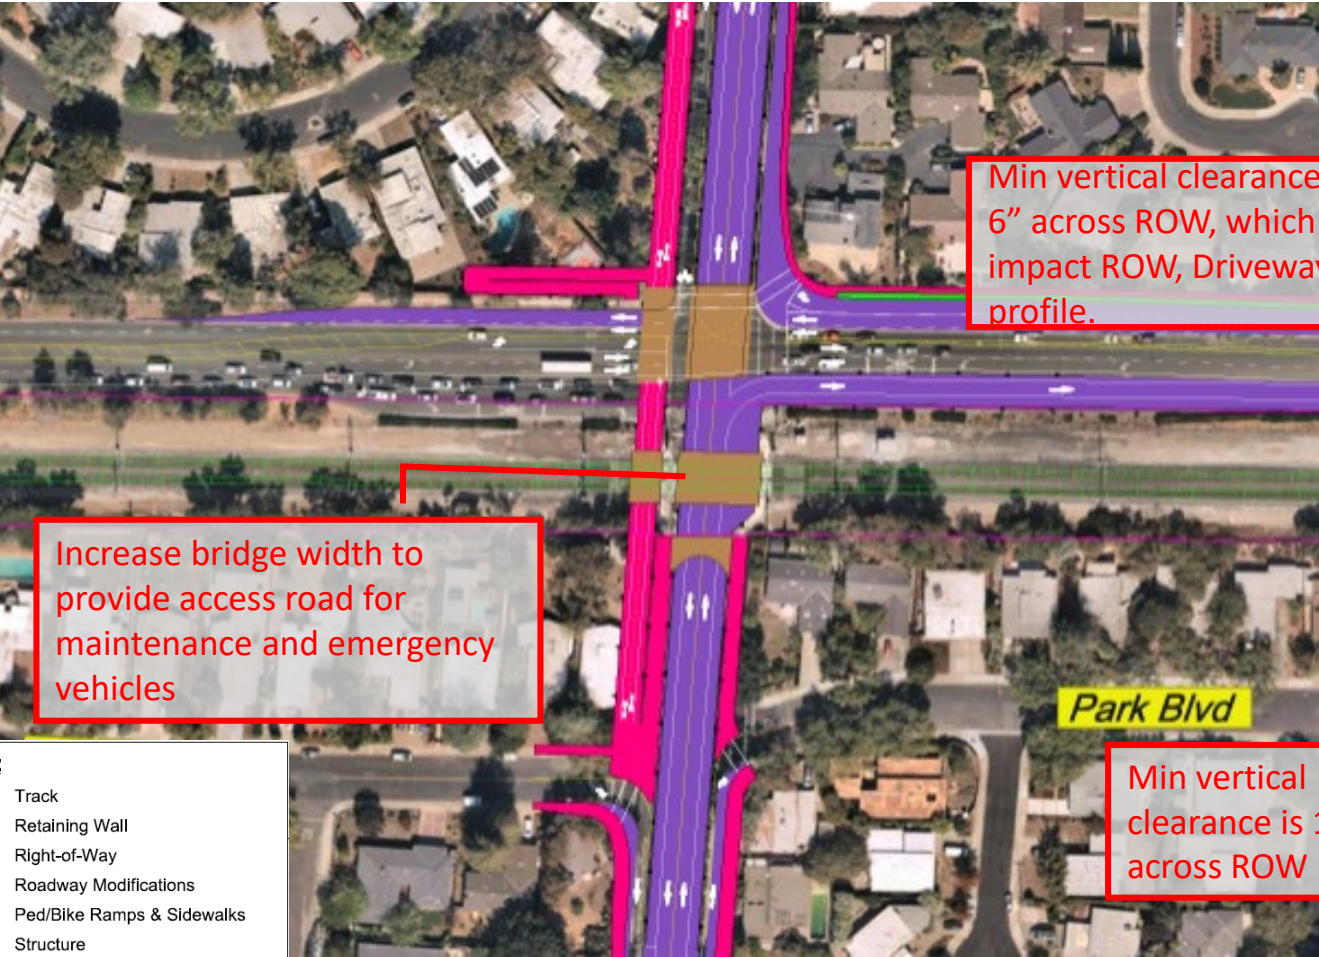 Min vertical clearance
6” across ROW, which
impact ROW, Driveway
profile.
Increase bridge width to
provide access road for
maintenance and emergency
vehicles
Park Blvd
Min vertical
clearance is 1
across ROW
Track
Retaining Wall
Right-of-Way
Roadway Modifications
Ped/Bike Ramps & Sidewalks
Structure